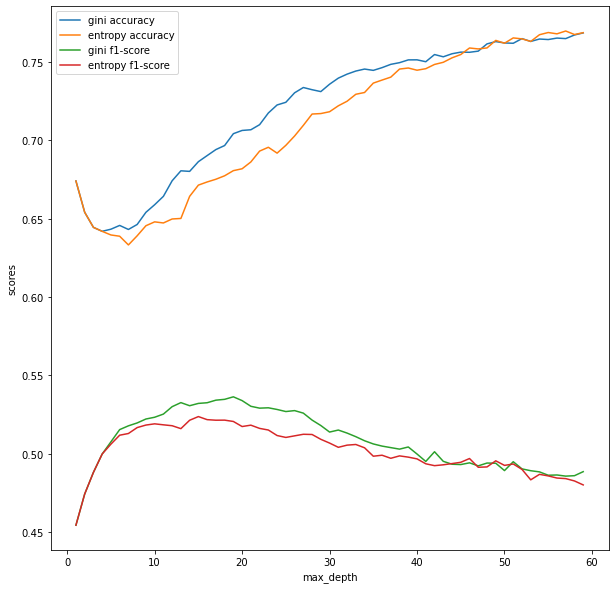 gini accuracy
entropy accuracy
gini f1-score
entropy f1-score
0.75
0.70
0.65
0.60
0.55
0.50
0.45
scores
0 10 20 30 40 50 60
max_depth